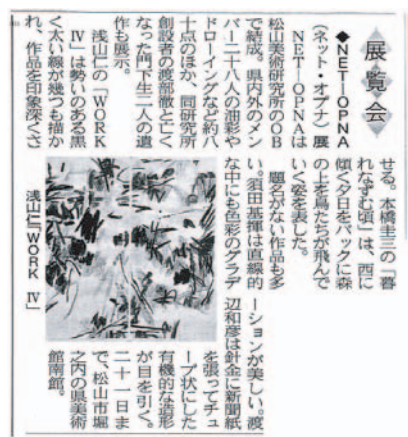 展覧会
◆ＮＥＴ―ＯＰＮＡ
（ネット・オプナ）展
ＮＥＴ―ＯＰＮＡは
松山美術研究所のＯＢ
で結成。県内外のメン
バー二十八人の油彩や
ドローイングなど約八
十点のほか、同研究所
創設者の渡部徹と亡く
なった門下生二人の遺
作も展示。
浅山仁の「ＷＯＲＫ
Ⅳ」は勢いのある黒
く太い線が幾つも描か
れ、作品を印象深くさ
せる。本橋圭三の「暮
れなずむ頃」は、西に
傾く夕日をバックに森
の上を鳥たちが飛んで
いく姿を表した。
題名がない作品も多
い。須田基揮は直線的
な中にも色彩のグラデ
ーションが美しい。渡
辺和彦は針金に新聞紙
を張ってチュ
ーブ状にした
有機的な造形
が目を引く。
二十一日ま
で、松山市堀
之内の県美術
館南館。
浅山仁「ＷＯＲＫ　Ⅳ」